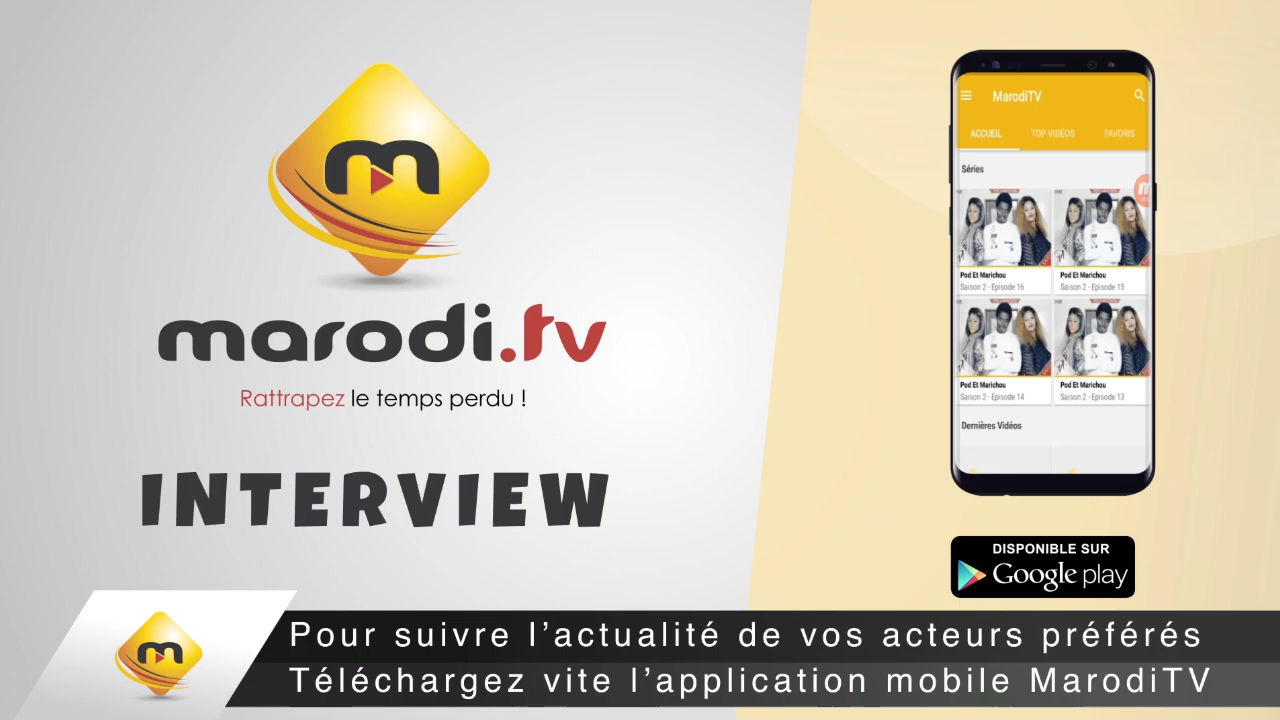 m
marodi.tv
Rattrapez le temps perdu !
INTERVIEW
MarodiTV
ACCUEIL TOP VIDÉOS FAVORIS
Séries
Pod Et Marichou
Saison 2 - Episode 16
Pod Et Marichou
Saison 2 - Episode 15
Pod Et Marichou
Saison 2 - Episode 14
Pod Et Marichou
Saison 2 - Episode 13
Dernières Vidéos
DISPONIBLE SUR
Google play
m
Pour suivre l’actualité de vos acteurs préférés
Téléchargez vite l’application mobile MarodiTV